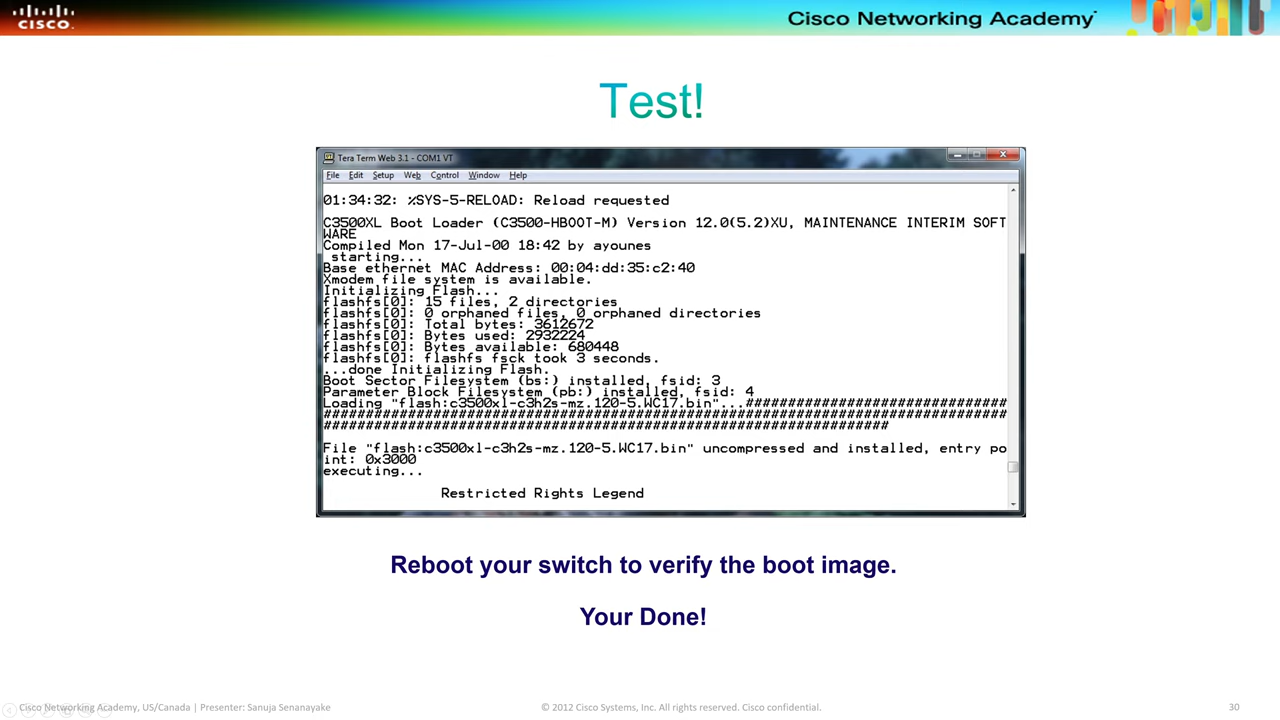 CISCO.
Cisco Networking Academy
Test!
Tera Term Web 3.1 - COM1 VT
File Edit Setup Web Control Window Help
01:34:32: %SYS-5-RELOAD: Reload requested
C3500XL Boot Loader (C3500-HBOOT-M) Version 12.0(5.2)XU, MAINTENANCE INTERIM SOFT
WARE
Compiled Mon 17-Jul-00 18:42 by ayounes
starting...
Base ethernet MAC Address: 00:04:dd:35:c2:40
Xmodem file system is available.
Initializing Flash...
flashfs[0]: 15 files, 2 directories
flashfs[0]: 0 orphaned files, 0 orphaned directories
flashfs[0]: Total bytes: 3612672
flashfs[0]: Bytes used: 2932224
flashfs[0]: Bytes available: 680448
flashfs[0]: flashfs fsck took 3 seconds.
...done Initializing Flash.
Boot Sector Filesystem (bs:) installed, fsid: 3
Parameter Block Filesystem (pb:) installed, fsid: 4
Loading "flash:c3500xl-c3h2s-mz.120-5.WC17.bin"...###############################
#################################################################################
###################################################################
File "flash:c3500xl-c3h2s-mz.120-5.WC17.bin" uncompressed and installed, entry po
int: 0x3000
executing...
Restricted Rights Legend
Reboot your switch to verify the boot image.
Your Done!
Cisco Networking Academy, US/Canada | Presenter: Sanuja Senanayake
© 2012 Cisco Systems, Inc. All rights reserved. Cisco confidential.
30